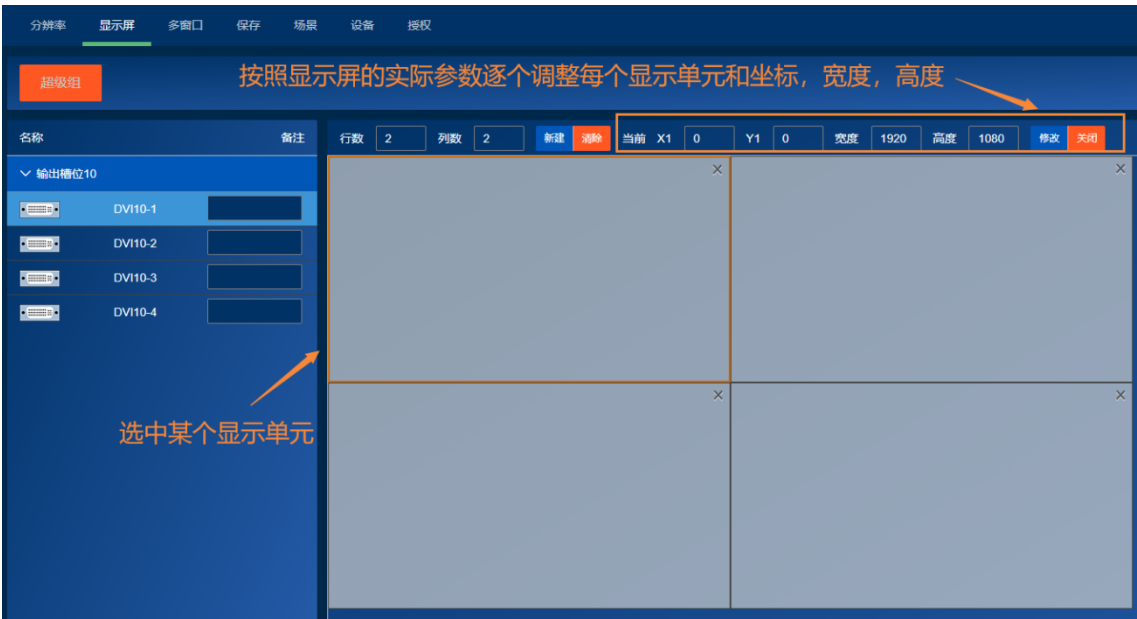 分辨率 显示屏 多窗口 保存 场景 设备 授权
超级组
按照显示屏的实际参数逐个调整每个显示单元和坐标，宽度，高度
名称 备注
行数 2 列数 2 新建 清除 当前 X1 0 Y1 0 宽度 1920 高度 1080 修改 关闭
输出槽位10
DVI10-1
DVI10-2
DVI10-3
DVI10-4
选中某个显示单元